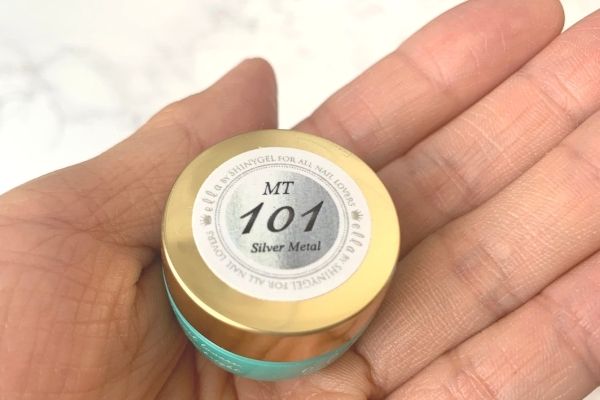 ella BY SHINYGEL FOR ALL NAIL LOVERS
MT
101
Silver Metal
ella BY SHINYGEL FOR ALL NAIL LOVERS